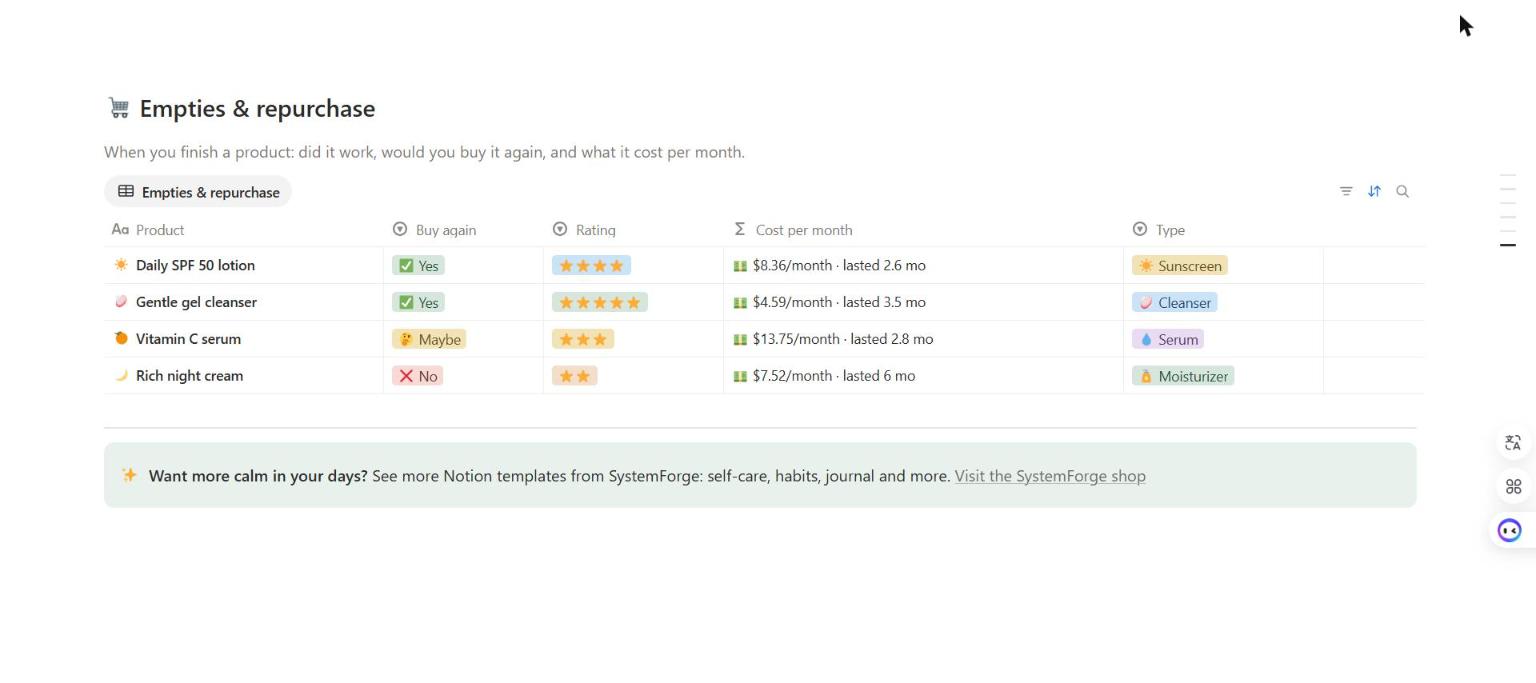 🛒 Empties & repurchase
When you finish a product: did it work, would you buy it again, and what it cost per month.
Empties & repurchase
Aa Product Buy again Rating Σ Cost per month Type
☀️ Daily SPF 50 lotion ✅ Yes ⭐⭐⭐⭐ 💵 $8.36/month · lasted 2.6 mo ☀️ Sunscreen
🧼 Gentle gel cleanser ✅ Yes ⭐⭐⭐⭐⭐ 💵 $4.59/month · lasted 3.5 mo 🧼 Cleanser
🍊 Vitamin C serum 🤔 Maybe ⭐⭐⭐ 💵 $13.75/month · lasted 2.8 mo 💧 Serum
🌙 Rich night cream ❌ No ⭐⭐ 💵 $7.52/month · lasted 6 mo 🧴 Moisturizer
✨ Want more calm in your days? See more Notion templates from SystemForge: self-care, habits, journal and more. Visit the SystemForge shop